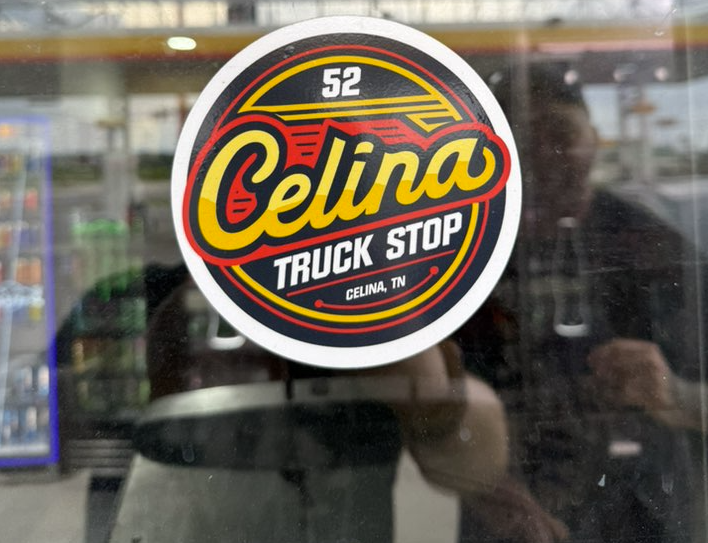 52
Celina
TRUCK STOP
CELINA, TN